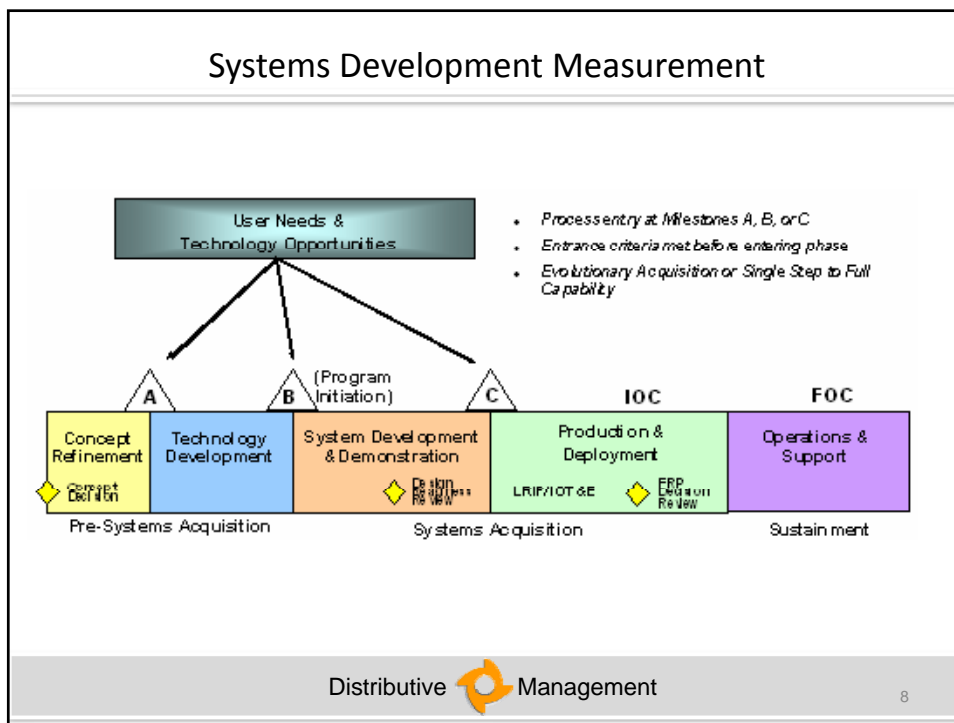 Systems Development Measurement
User Needs &
Technology Opportunities
• Process entry at Milestones A, B, or C
• Entrance criteria met before entering phase
• Evolutionary Acquisition or Single Step to Full
Capability
A
B
(Program
Initiation)
C
IOC
FOC
Concept
Refinement
Technology
Development
System Development
& Demonstration
Production &
Deployment
Operations &
Support
Concept
Decision
Design
Readiness
Review
LRIP/IOT&E
FRP
Decision
Review
Pre-Systems Acquisition
Systems Acquisition
Sustainment
Distributive Management
8